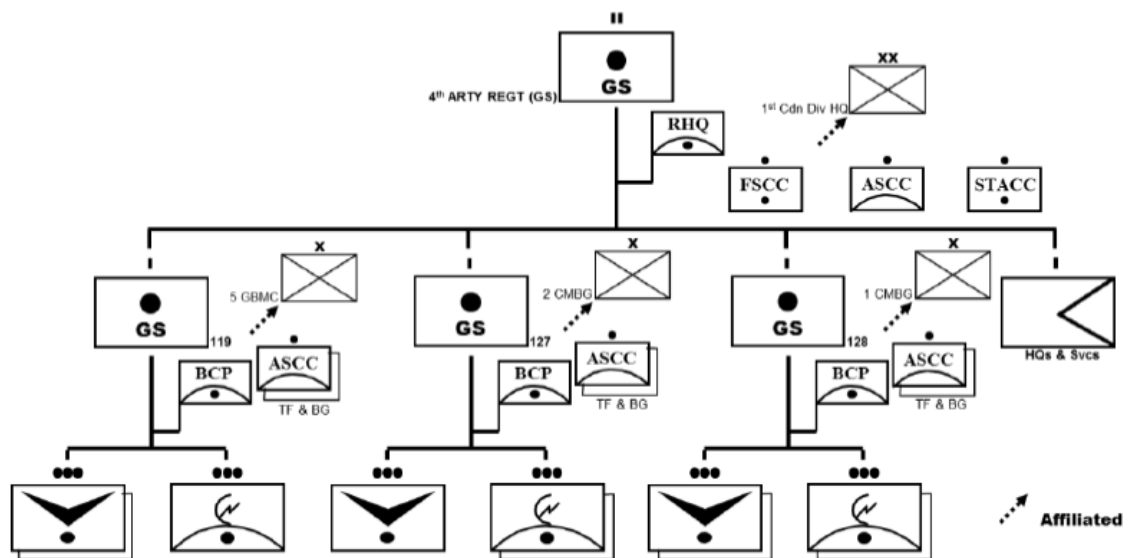 II
GS
4th ARTY REGT (GS)
XX
1st Cdn Div HQ
RHQ
FSCC
ASCC
STACC
X
X
X
I
I
I
I
5 GBMC
2 CMBG
1 CMBG
GS
119
GS
127
GS
128
HQs & Svcs
BCP
ASCC
BCP
ASCC
BCP
ASCC
TF & BG
TF & BG
TF & BG
Affiliated